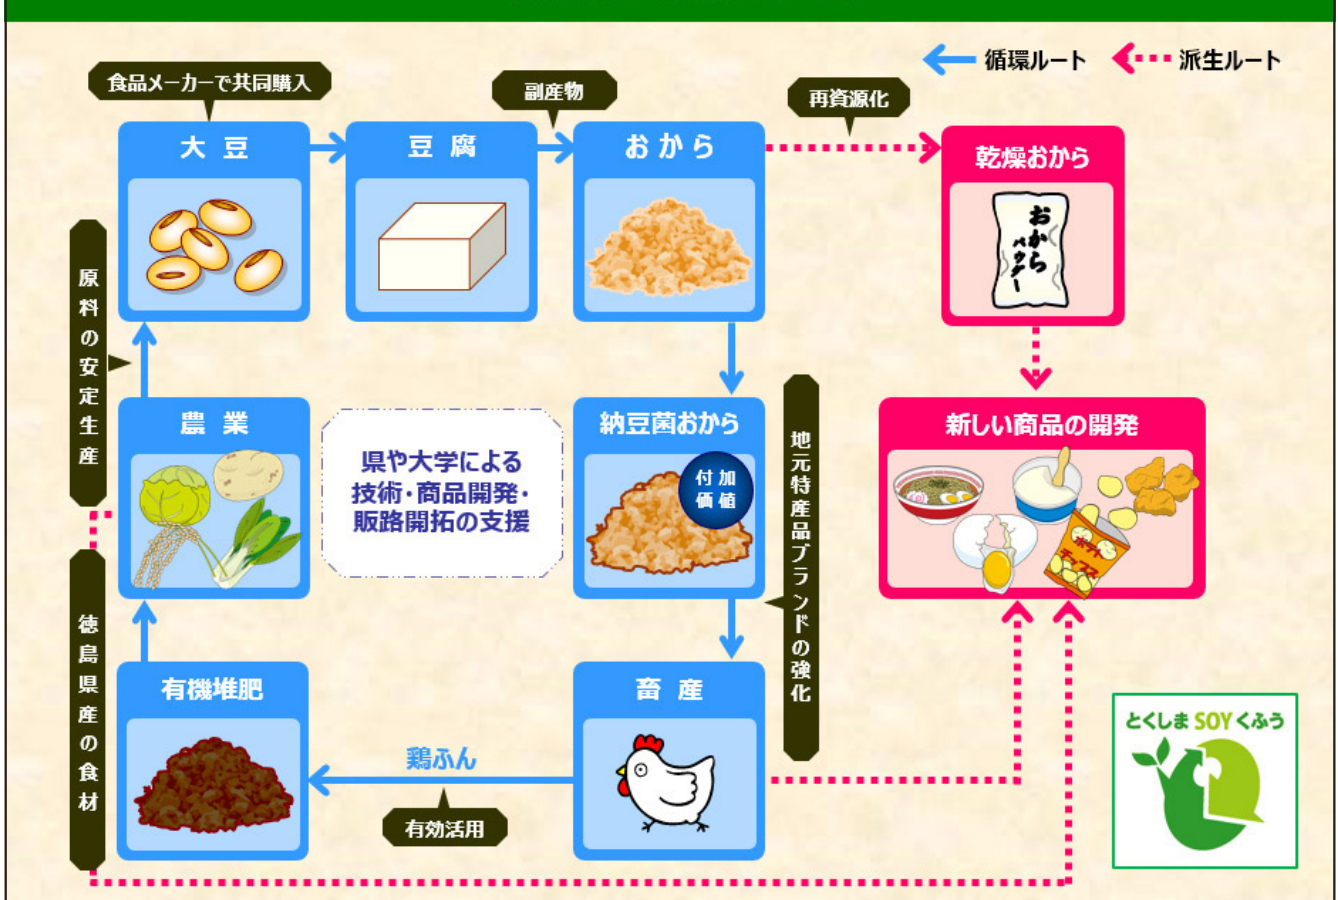 循環ルート
派生ルート
食品メーカーで共同購入
副産物
再資源化
大豆
豆腐
おから
乾燥おから
おから
パウダー
原料の安定生産
農業
県や大学による
技術・商品開発・
販路開拓の支援
納豆菌おから
付加
価値
地元特産品ブランドの強化
新しい商品の開発
ポテト
チップス
徳島県産の食材
有機堆肥
鶏ふん
有効活用
畜産
とくしまSOYくふう